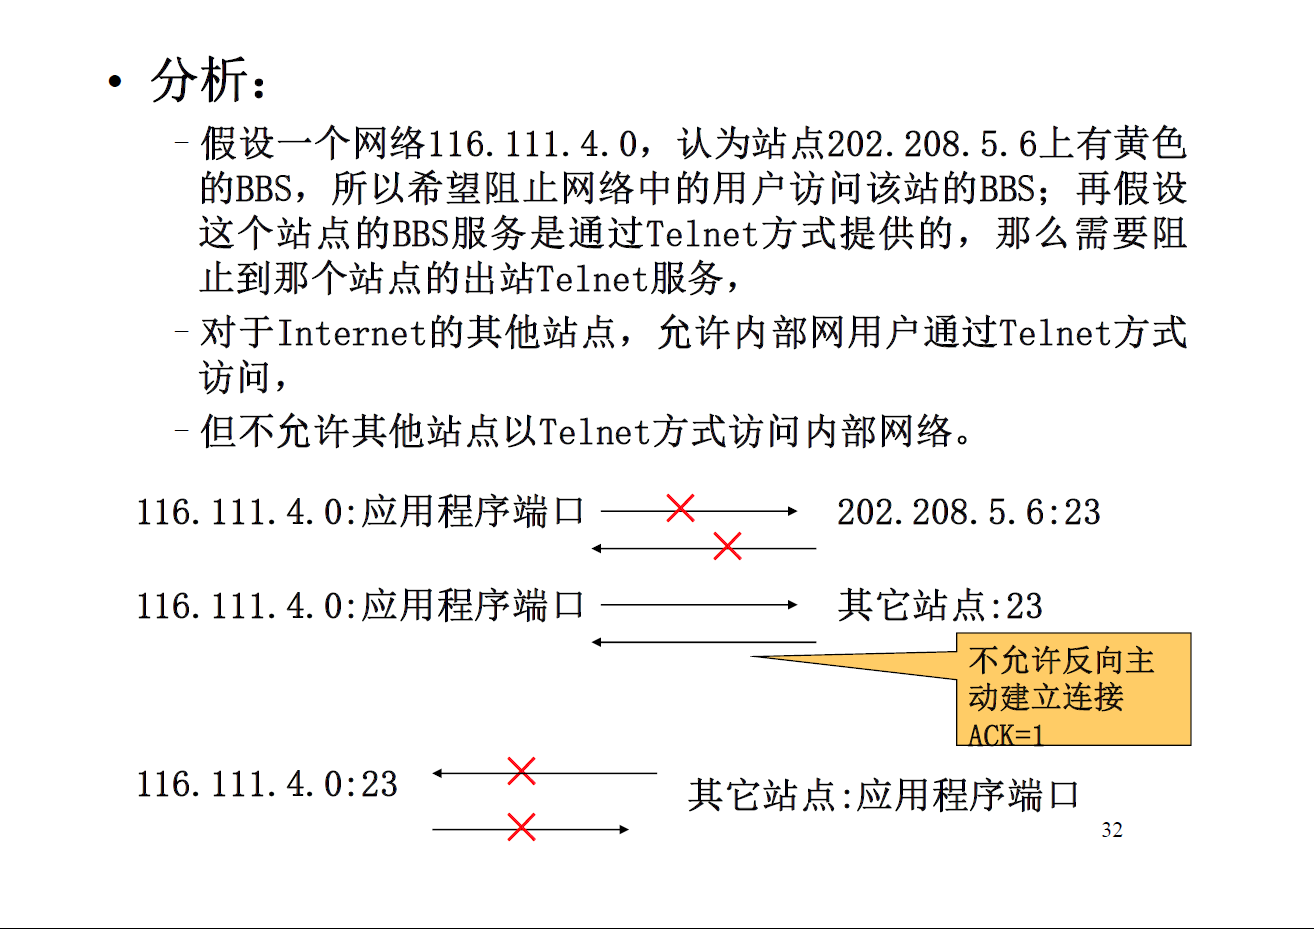 • 分析：
–假设一个网络116.111.4.0，认为站点202.208.5.6上有黄色
的BBS，所以希望阻止网络中的用户访问该站的BBS；再假设
这个站点的BBS服务是通过Telnet方式提供的，那么需要阻
止到那个站点的出站Telnet服务，
–对于Internet的其他站点，允许内部网用户通过Telnet方式
访问，
–但不允许其他站点以Telnet方式访问内部网络。
116.111.4.0:应用程序端口
202.208.5.6:23
116.111.4.0:应用程序端口
其它站点:23
不允许反向主
动建立连接
ACK=1
116.111.4.0:23
其它站点:应用程序端口
32